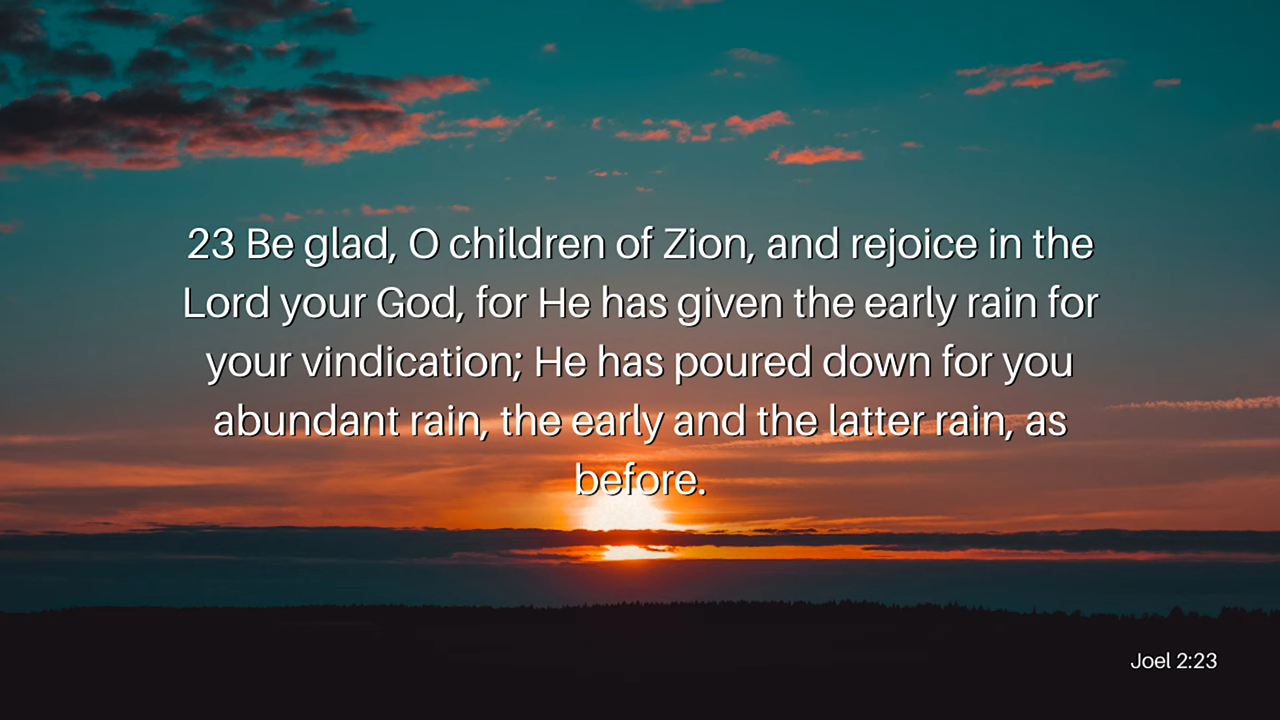 23 Be glad, O children of Zion, and rejoice in the
Lord your God, for He has given the early rain for
your vindication; He has poured down for you
abundant rain, the early and the latter rain, as
before.
Joel 2:23